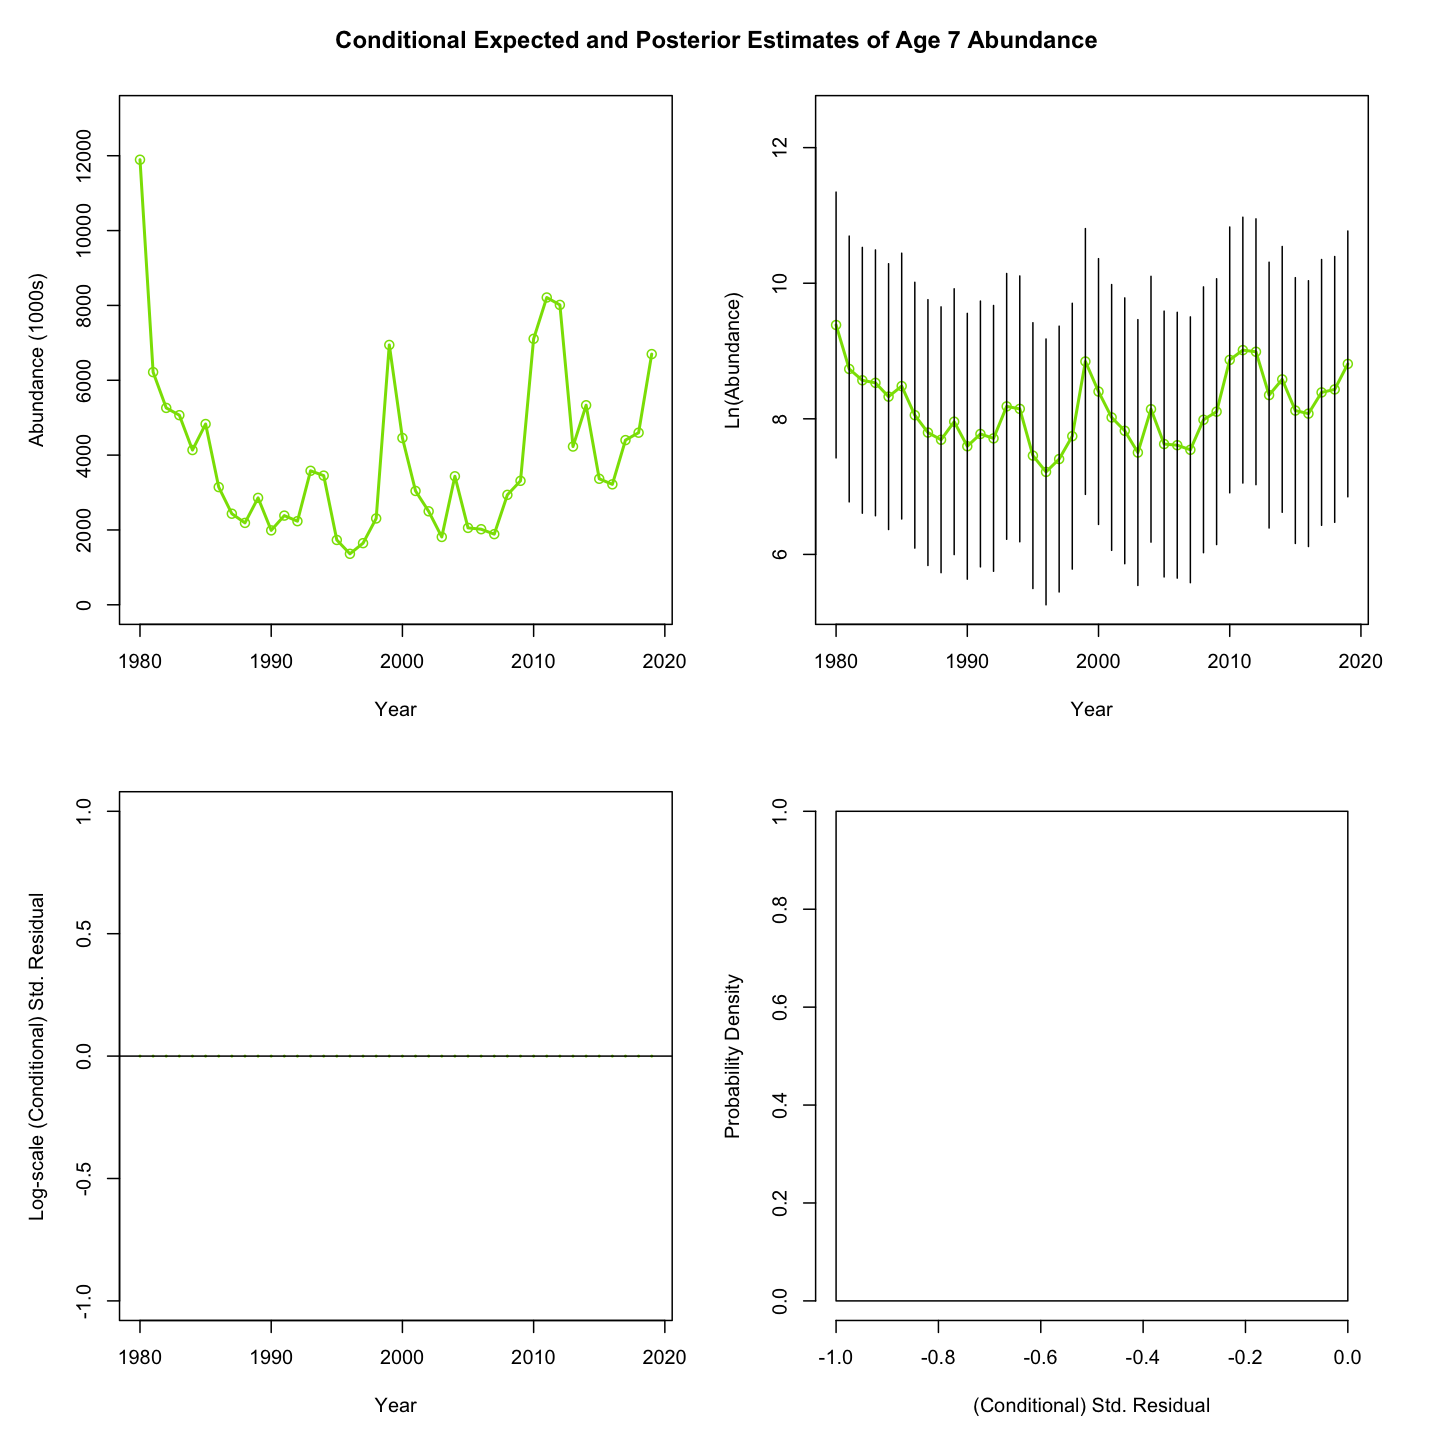 Conditional Expected and Posterior Estimates of Age 7 Abundance
Abundance (1000s)
12000
10000
8000
6000
4000
2000
0
1980 1990 2000 2010 2020
Year
Ln(Abundance)
12
10
8
6
1980 1990 2000 2010 2020
Year
Log-scale (Conditional) Std. Residual
1.0
0.5
0.0
-0.5
-1.0
1980 1990 2000 2010 2020
Year
Probability Density
1.0
0.8
0.6
0.4
0.2
0.0
-1.0 -0.8 -0.6 -0.4 -0.2 0.0
(Conditional) Std. Residual